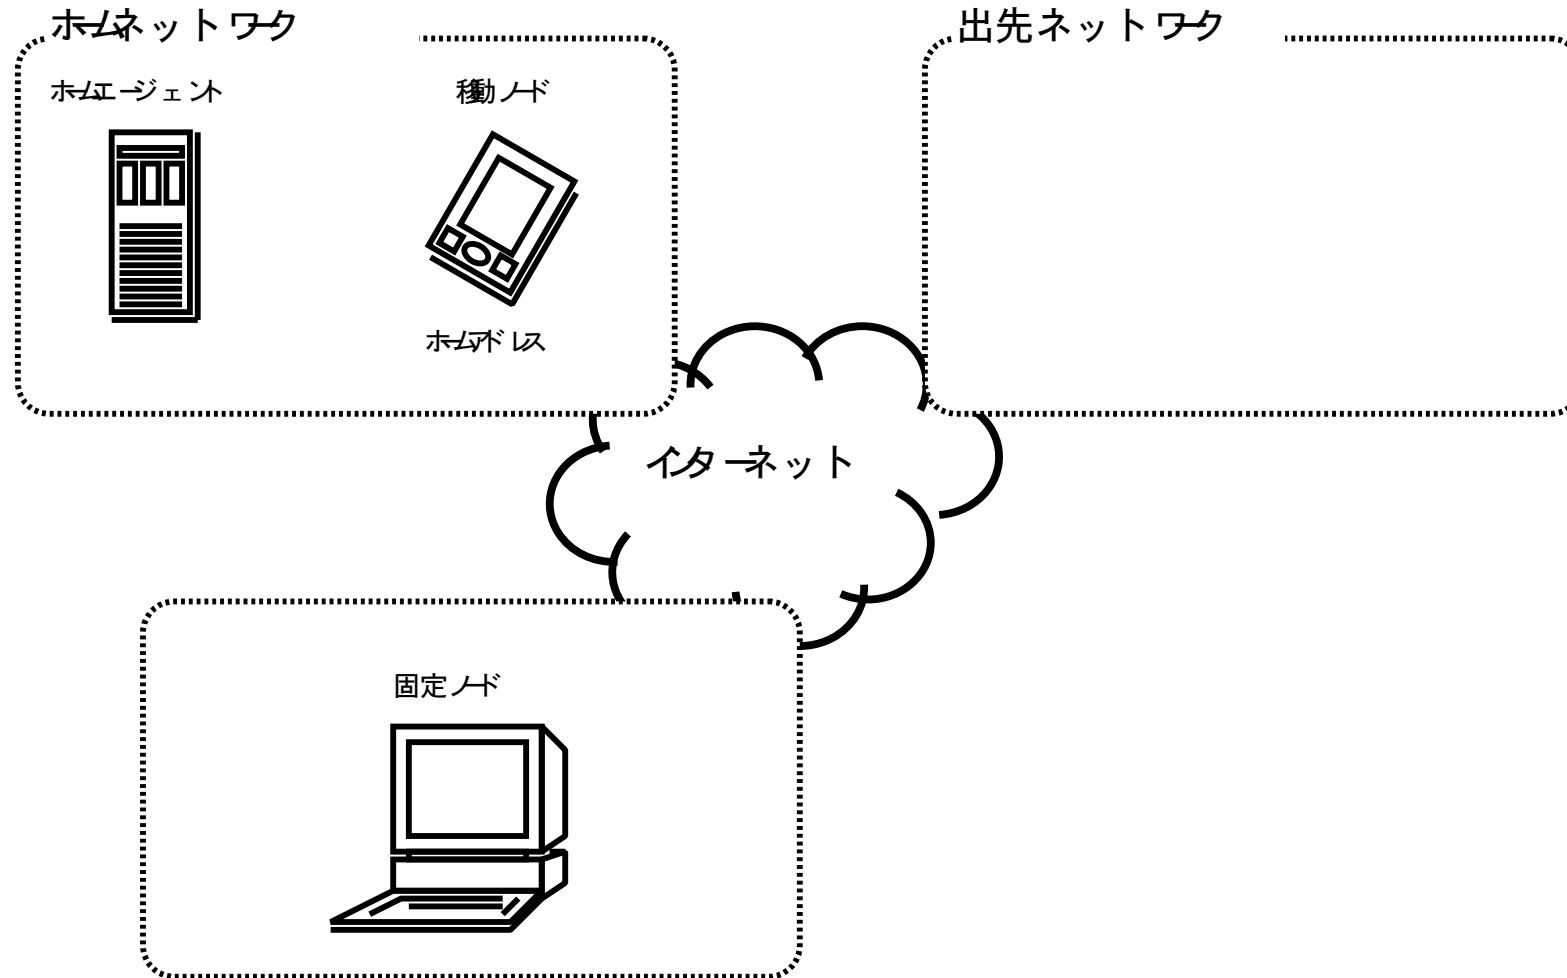 ホームネットワーク
出先ネットワーク
ホームエージェント
移動ノード
ホームアドレス
インターネット
固定ノード